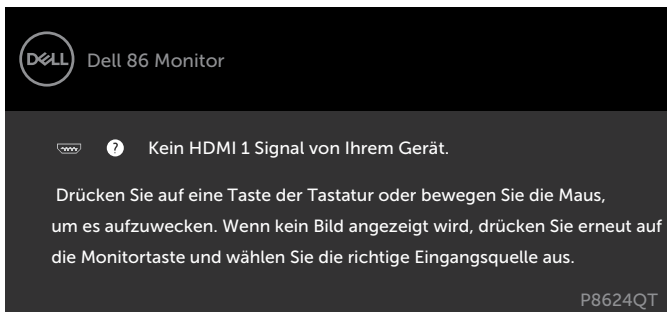 DELL
Dell 86 Monitor
? Kein HDMI 1 Signal von Ihrem Gerät.
Drücken Sie auf eine Taste der Tastatur oder bewegen Sie die Maus,
um es aufzuwecken. Wenn kein Bild angezeigt wird, drücken Sie erneut auf
die Monitortaste und wählen Sie die richtige Eingangsquelle aus.
P8624QT